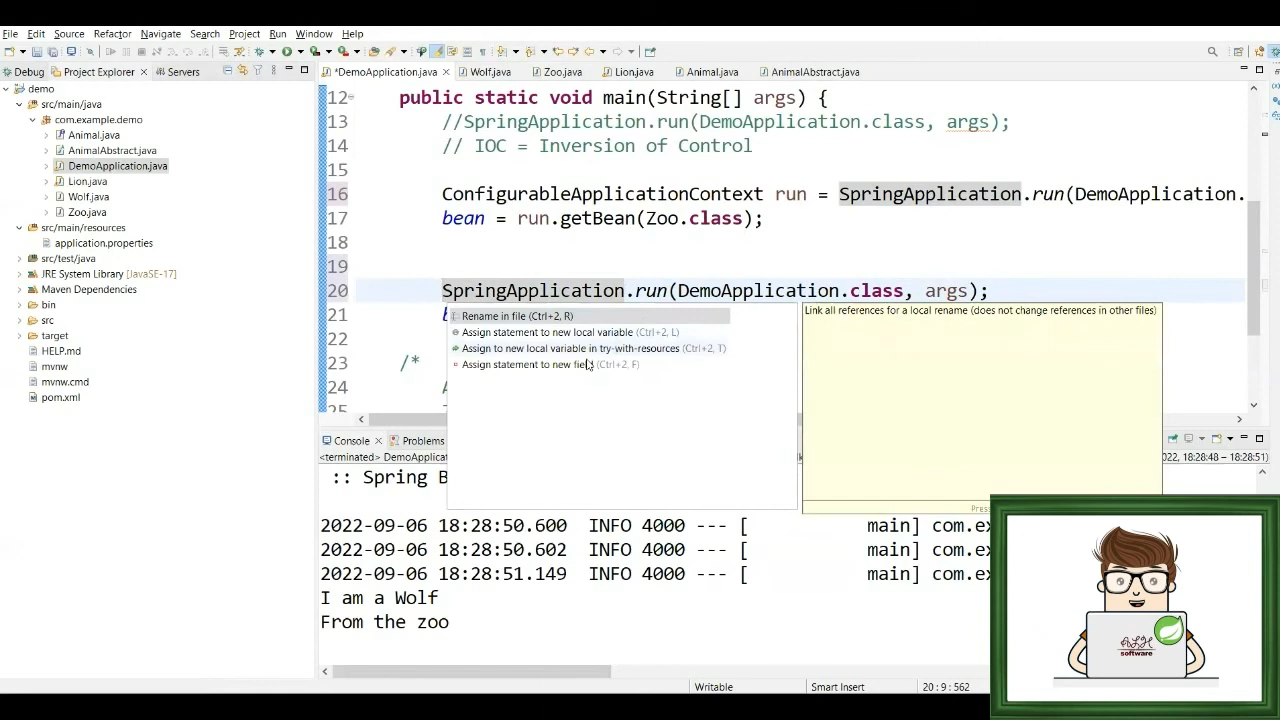 File Edit Source Refactor Navigate Search Project Run Window Help
Debug Project Explorer Servers
demo
src/main/java
com.example.demo
Animal.java
AnimalAbstract.java
DemoApplication.java
Lion.java
Wolf.java
Zoo.java
src/main/resources
application.properties
src/test/java
JRE System Library [JavaSE-17]
Maven Dependencies
bin
src
target
HELP.md
mvnw
mvnw.cmd
pom.xml
*DemoApplication.java Wolf.java Zoo.java Lion.java Animal.java AnimalAbstract.java
12 public static void main(String[] args) {
13 //SpringApplication.run(DemoApplication.class, args);
14 // IOC = Inversion of Control
15
16 ConfigurableApplicationContext run = SpringApplication.run(DemoApplication.
17 bean = run.getBean(Zoo.class);
18
19
20 SpringApplication.run(DemoApplication.class, args);
21
22
23 /*
24
25
Rename in file (Ctrl+2, R)
Assign statement to new local variable (Ctrl+2, L)
Assign to new local variable in try-with-resources (Ctrl+2, T)
Assign statement to new field (Ctrl+2, F)
Link all references for a local rename (does not change references in other files)
Press
Console Problems
<terminated> DemoApplicat 2022, 18:28:48 – 18:28:51)
:: Spring B
2022-09-06 18:28:50.600 INFO 4000 --- [ main] com.ex
2022-09-06 18:28:50.602 INFO 4000 --- [ main] com.ex
2022-09-06 18:28:51.149 INFO 4000 --- [ main] com.ex
I am a Wolf
From the zoo
Writable Smart Insert 20 : 9 : 562
software